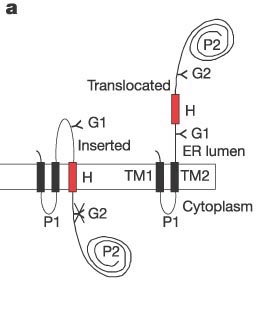 a
P2
G2
Translocated
H
G1
G1
Inserted
ER lumen
H
TM1
TM2
G2
Cytoplasm
P1
P1
P2